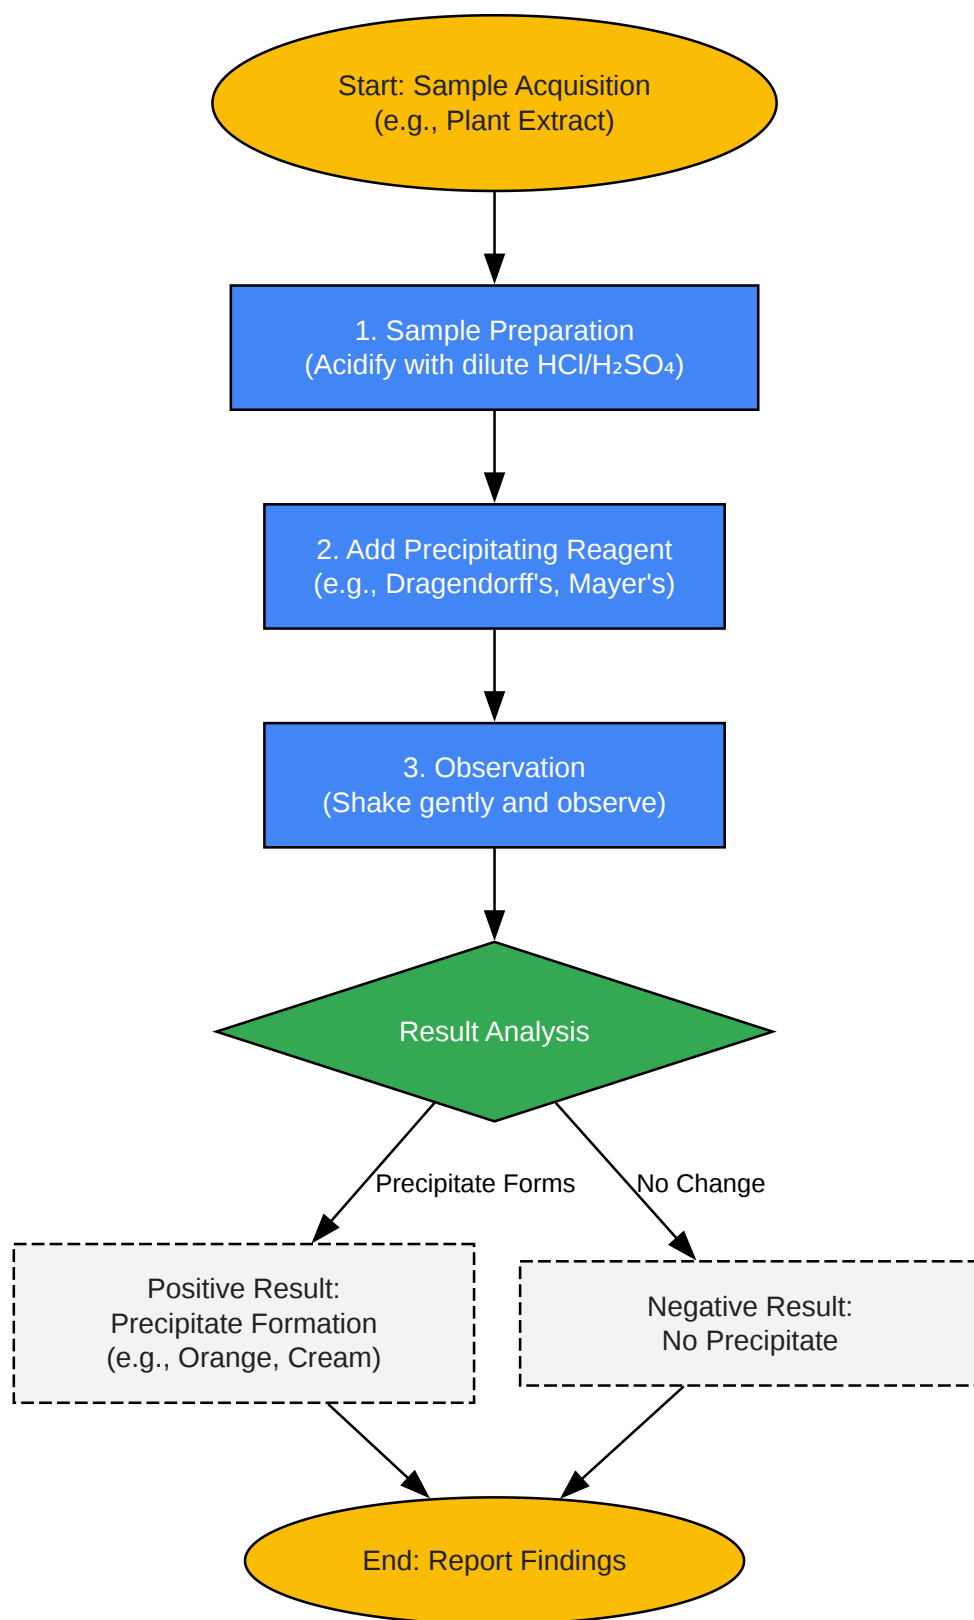 Start: Sample Acquisition
(e.g., Plant Extract)
1. Sample Preparation
(Acidify with dilute HCl/H₂SO₄)
2. Add Precipitating Reagent
(e.g., Dragendorff's, Mayer's)
3. Observation
(Shake gently and observe)
Result Analysis
Precipitate Forms
No Change
Positive Result:
Precipitate Formation
(e.g., Orange, Cream)
Negative Result:
No Precipitate
End: Report Findings